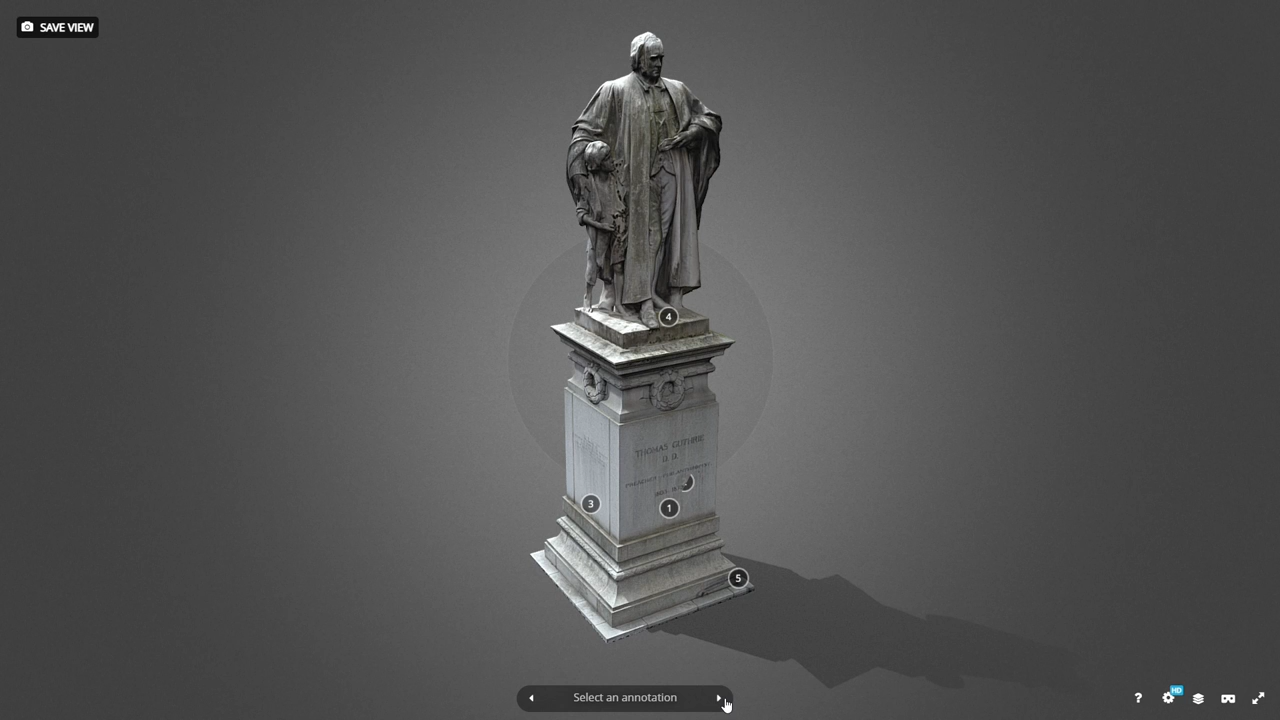 SAVE VIEW
4
THOMAS GUTHRIE
D. D.
3
1
5
Select an annotation
?
HD